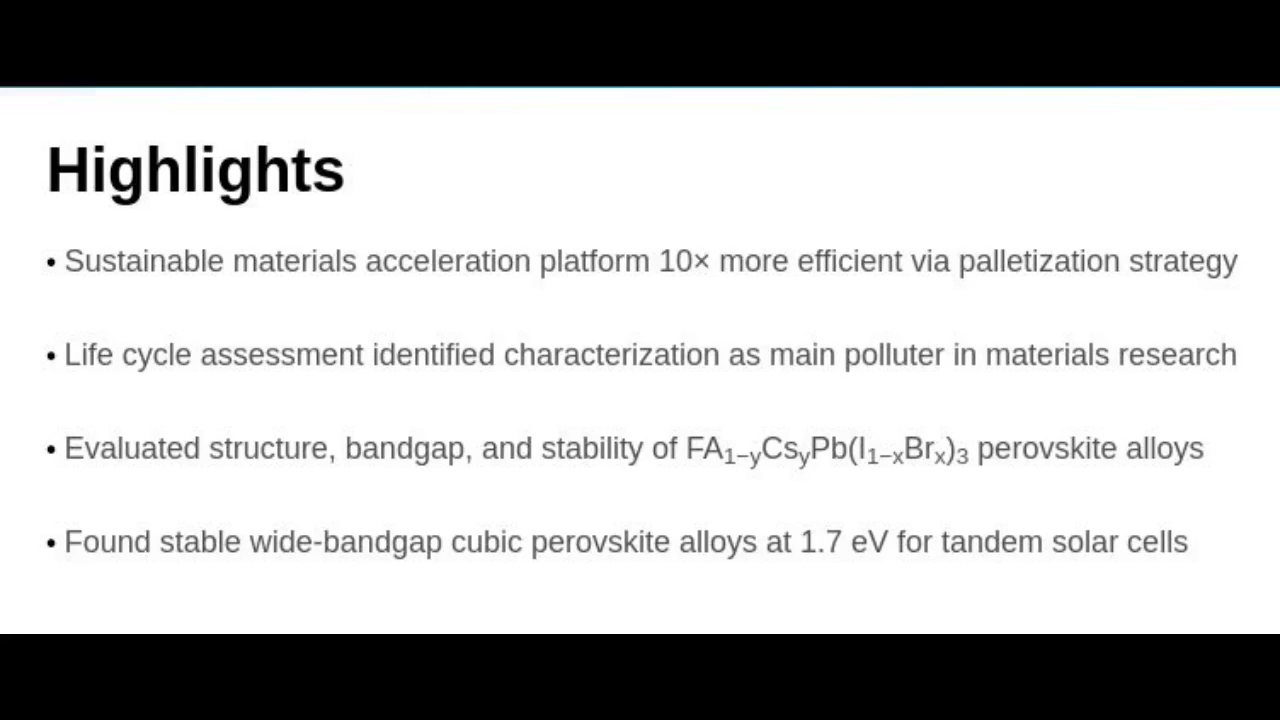 Highlights
• Sustainable materials acceleration platform 10× more efficient via palletization strategy
• Life cycle assessment identified characterization as main polluter in materials research
• Evaluated structure, bandgap, and stability of FA₁₋yCsyPb(I₁₋ₓBrₓ)₃ perovskite alloys
• Found stable wide-bandgap cubic perovskite alloys at 1.7 eV for tandem solar cells